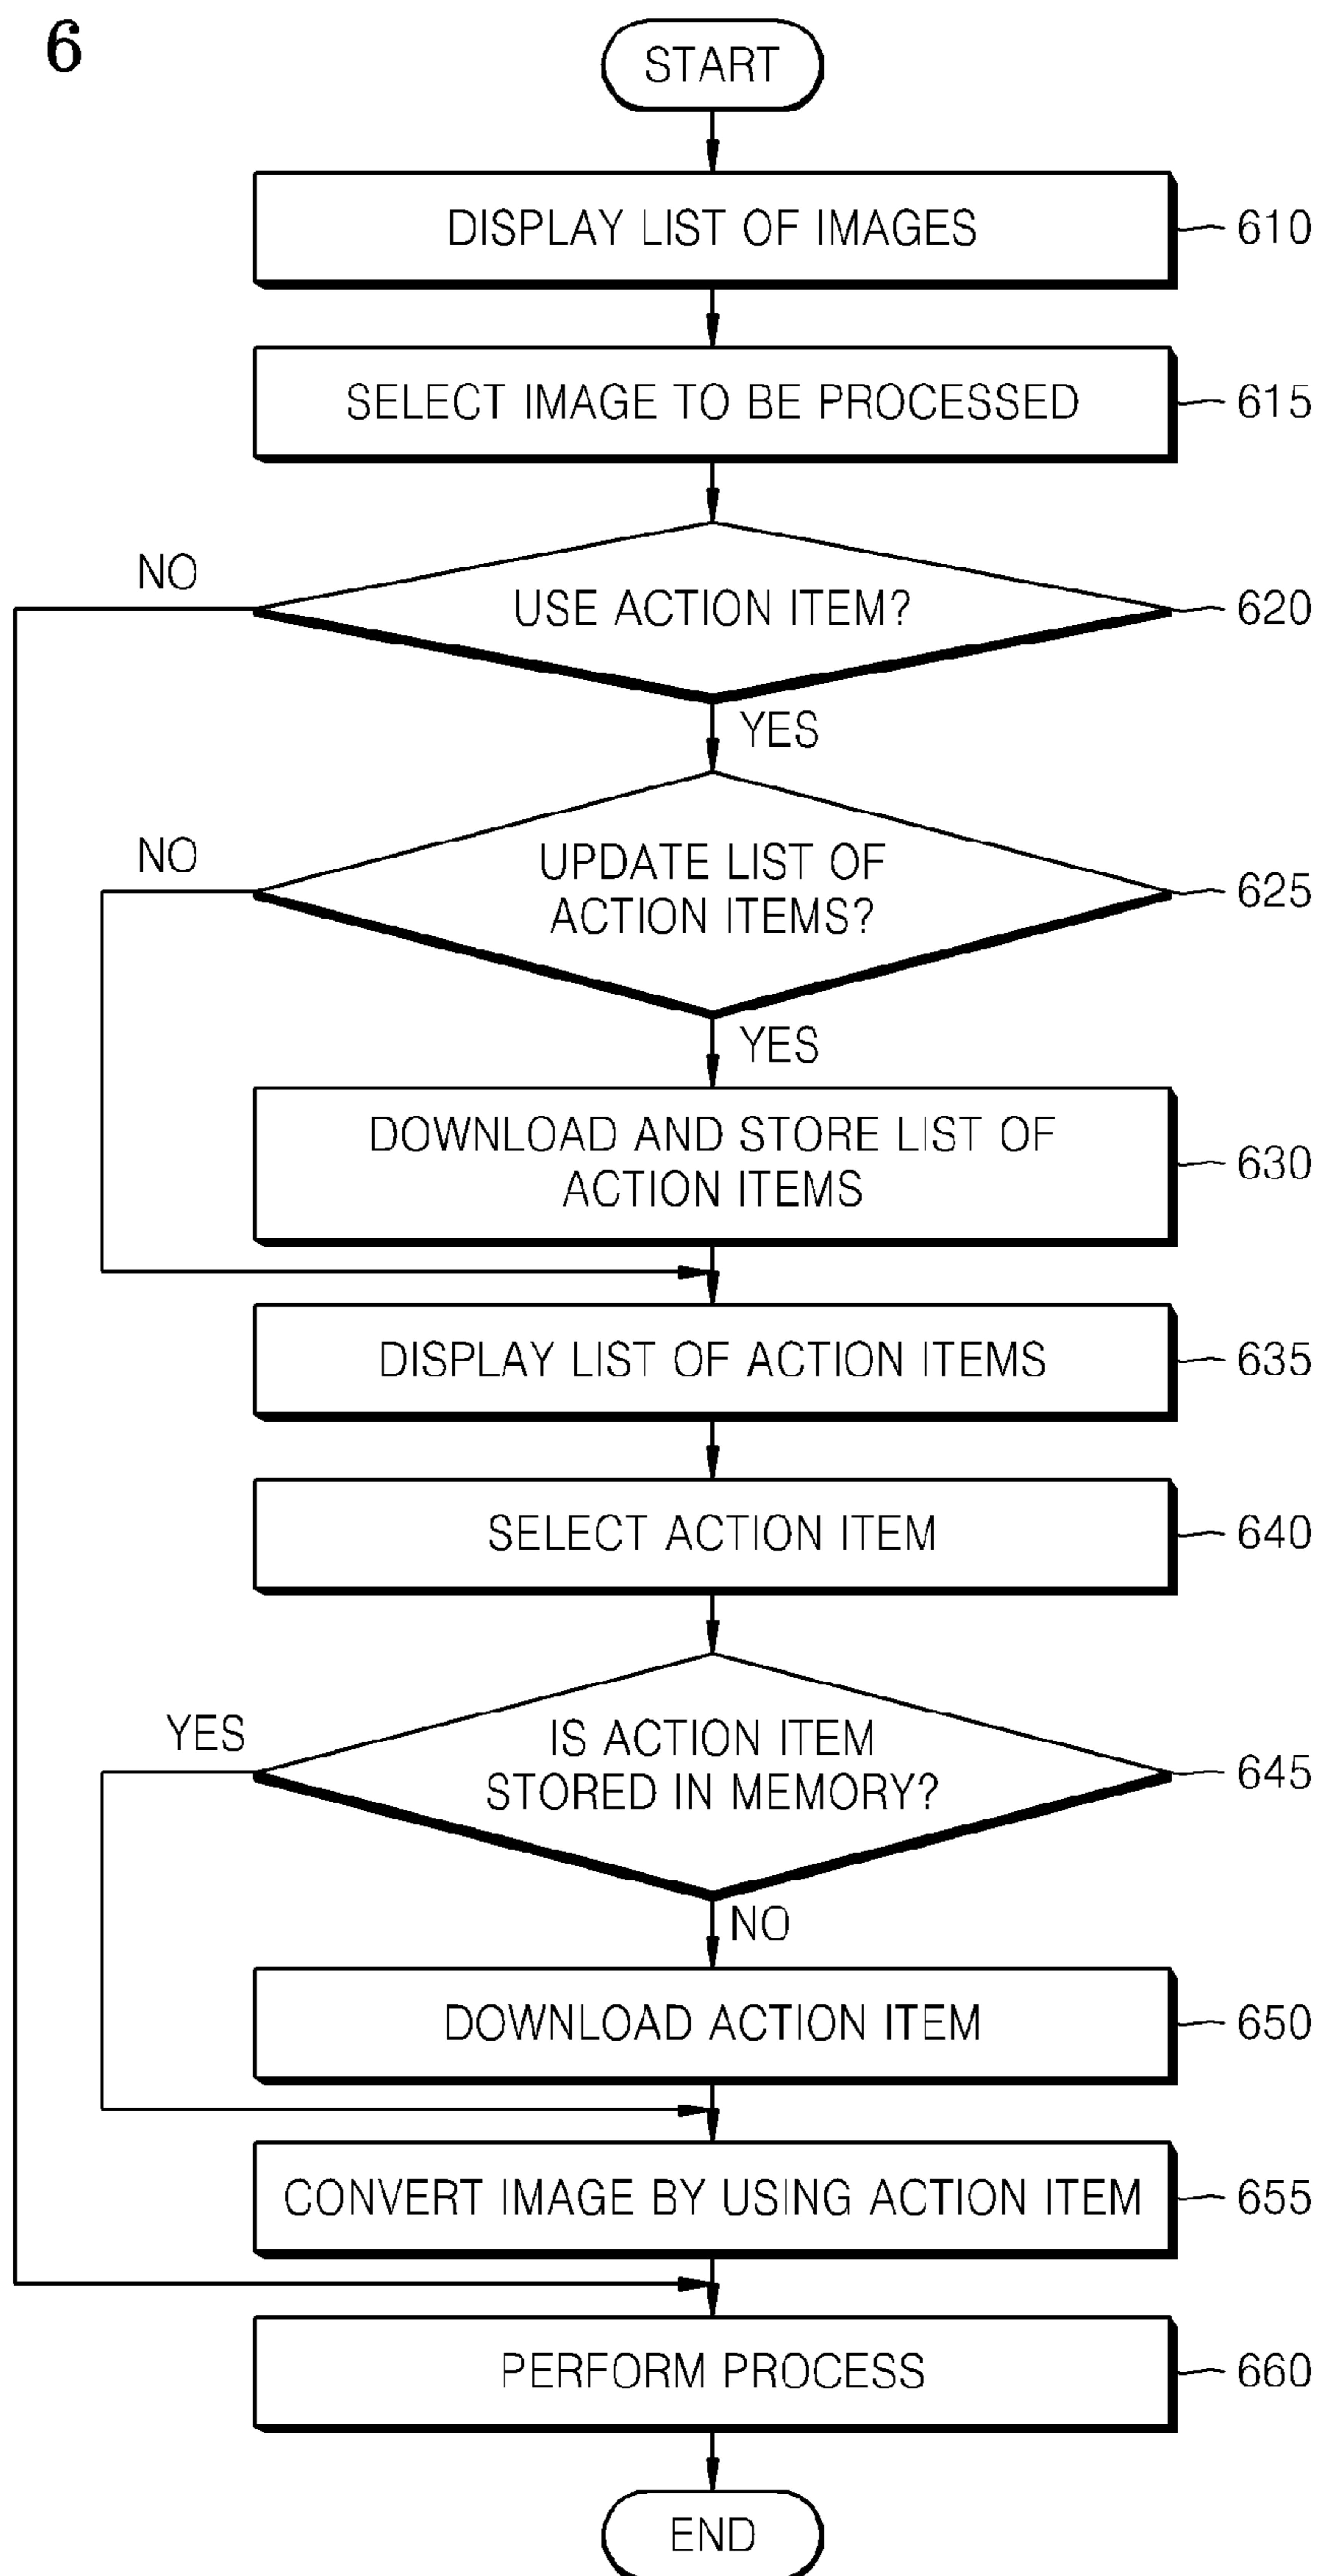 6
START
DISPLAY LIST OF IMAGES
610
SELECT IMAGE TO BE PROCESSED
615
NO
USE ACTION ITEM?
620
YES
NO
UPDATE LIST OF
ACTION ITEMS?
625
YES
DOWNLOAD AND STORE LIST OF
ACTION ITEMS
630
DISPLAY LIST OF ACTION ITEMS
635
SELECT ACTION ITEM
640
YES
IS ACTION ITEM
STORED IN MEMORY?
645
NO
DOWNLOAD ACTION ITEM
650
CONVERT IMAGE BY USING ACTION ITEM
655
PERFORM PROCESS
660
END